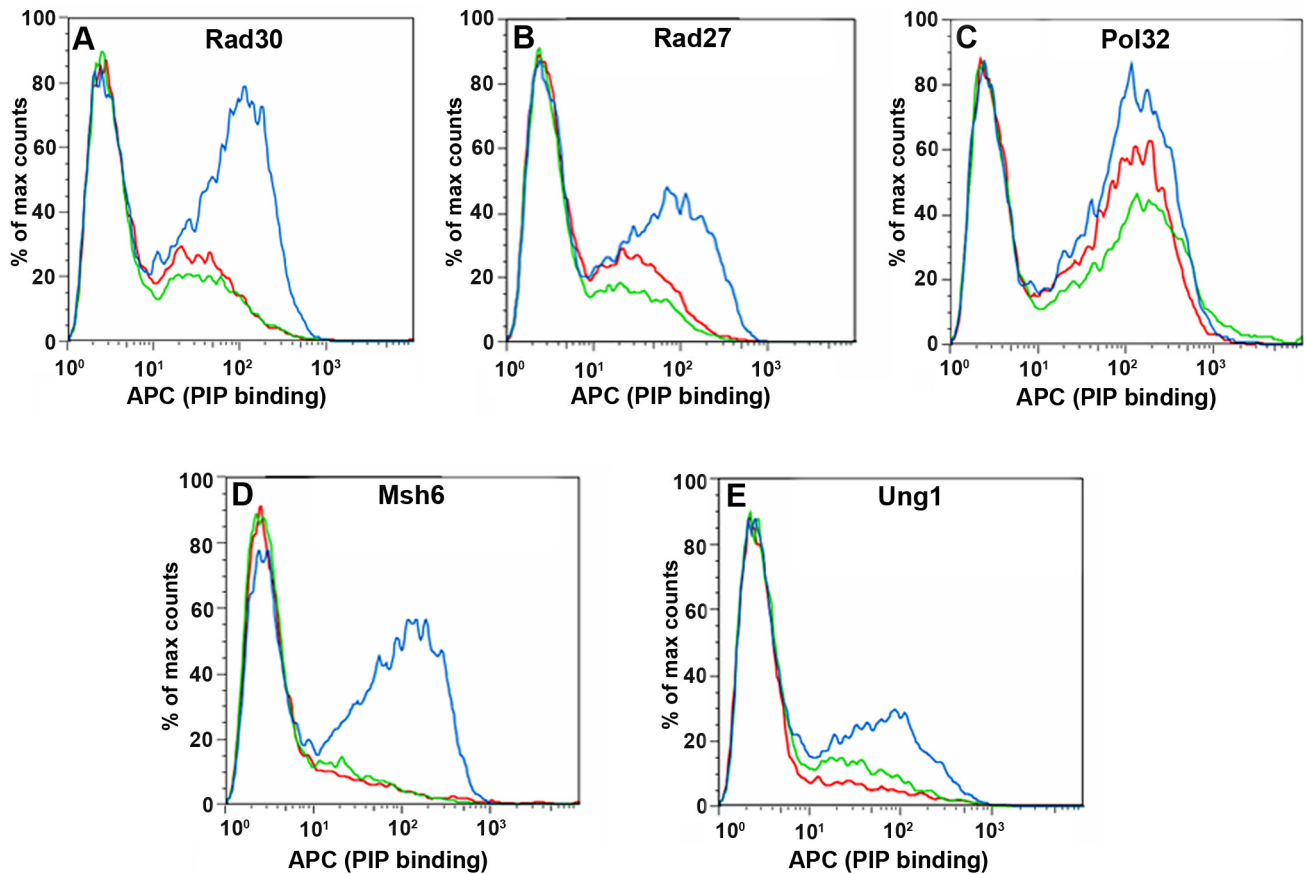 A Rad30
100
80
60
40
20
0
% of max counts
10⁰ 10¹ 10² 10³
APC (PIP binding)
B Rad27
100
80
60
40
20
0
% of max counts
10⁰ 10¹ 10² 10³
APC (PIP binding)
C Pol32
100
80
60
40
20
0
% of max counts
10⁰ 10¹ 10² 10³
APC (PIP binding)
D Msh6
100
80
60
40
20
0
% of max counts
10⁰ 10¹ 10² 10³
APC (PIP binding)
E Ung1
100
80
60
40
20
0
% of max counts
10⁰ 10¹ 10² 10³
APC (PIP binding)